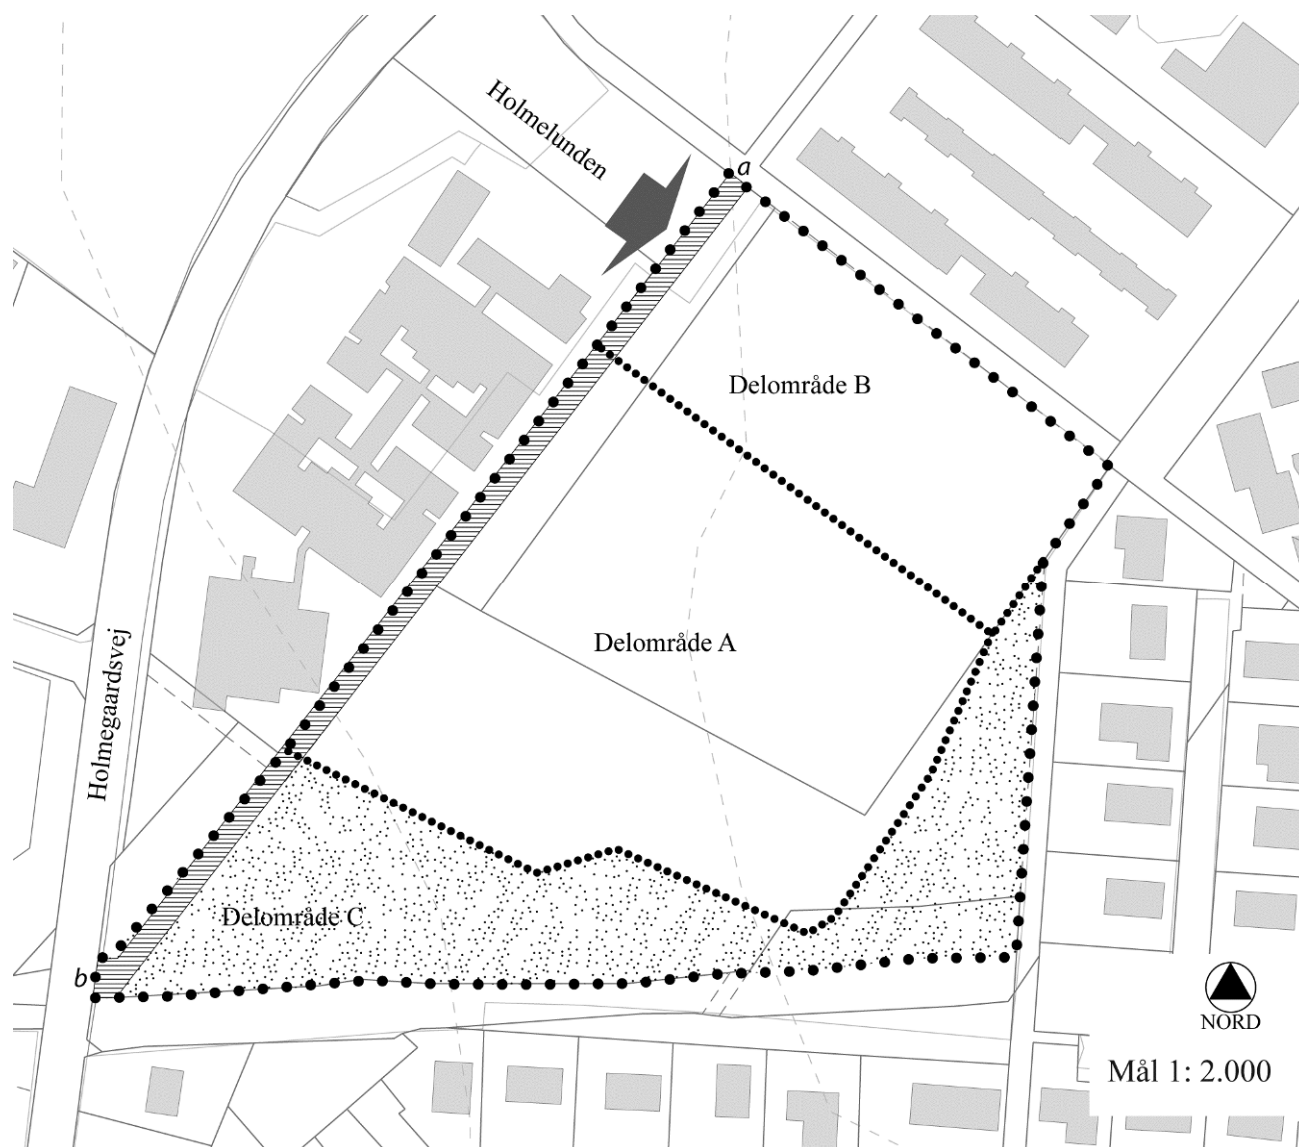 Holmelunden
a
Delområde B
Delområde A
Holmegaardsvej
Delområde C
b
NORD
Mål 1: 2.000